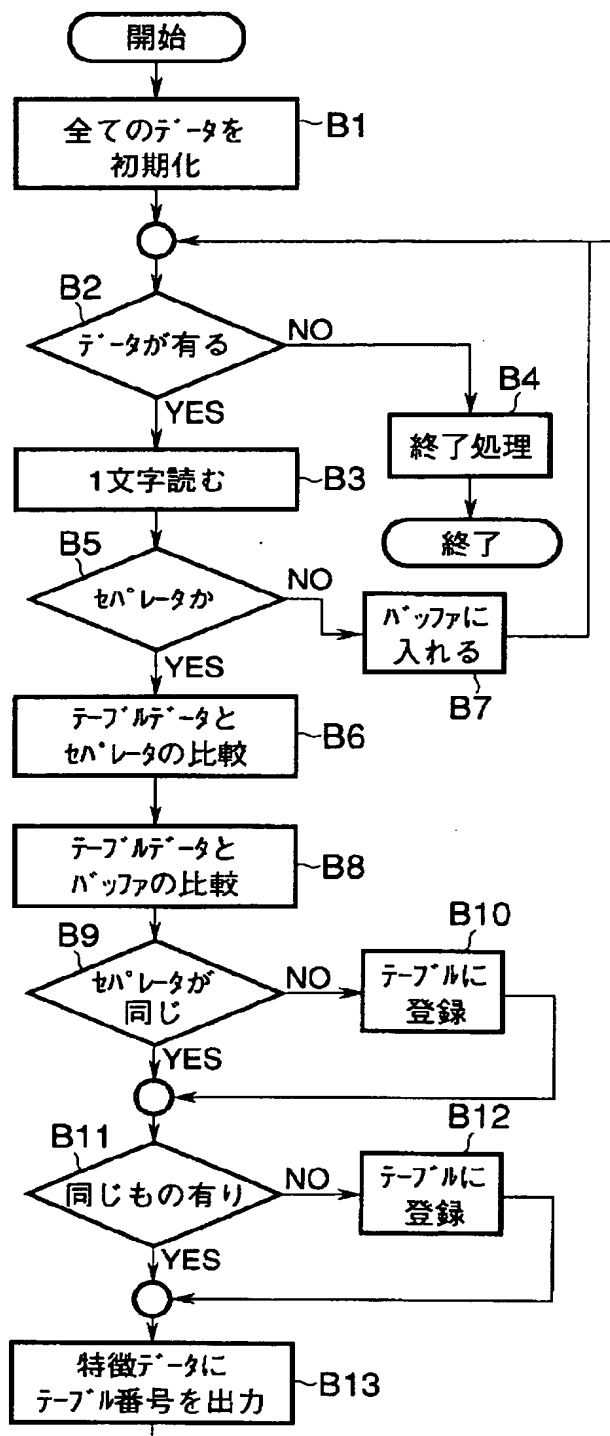 開始
全てのデータを
初期化
B1
B2
データが有る
NO
YES
B4
終了処理
1文字読む
B3
終了
B5
セパレータか
NO
YES
バッファに
入れる
B7
テーブルデータと
セパレータの比較
B6
テーブルデータと
バッファの比較
B8
B9
セパレータが
同じ
NO
YES
B10
テーブルに
登録
B11
同じもの有り
NO
YES
B12
テーブルに
登録
特徴データに
テーブル番号を出力
B13